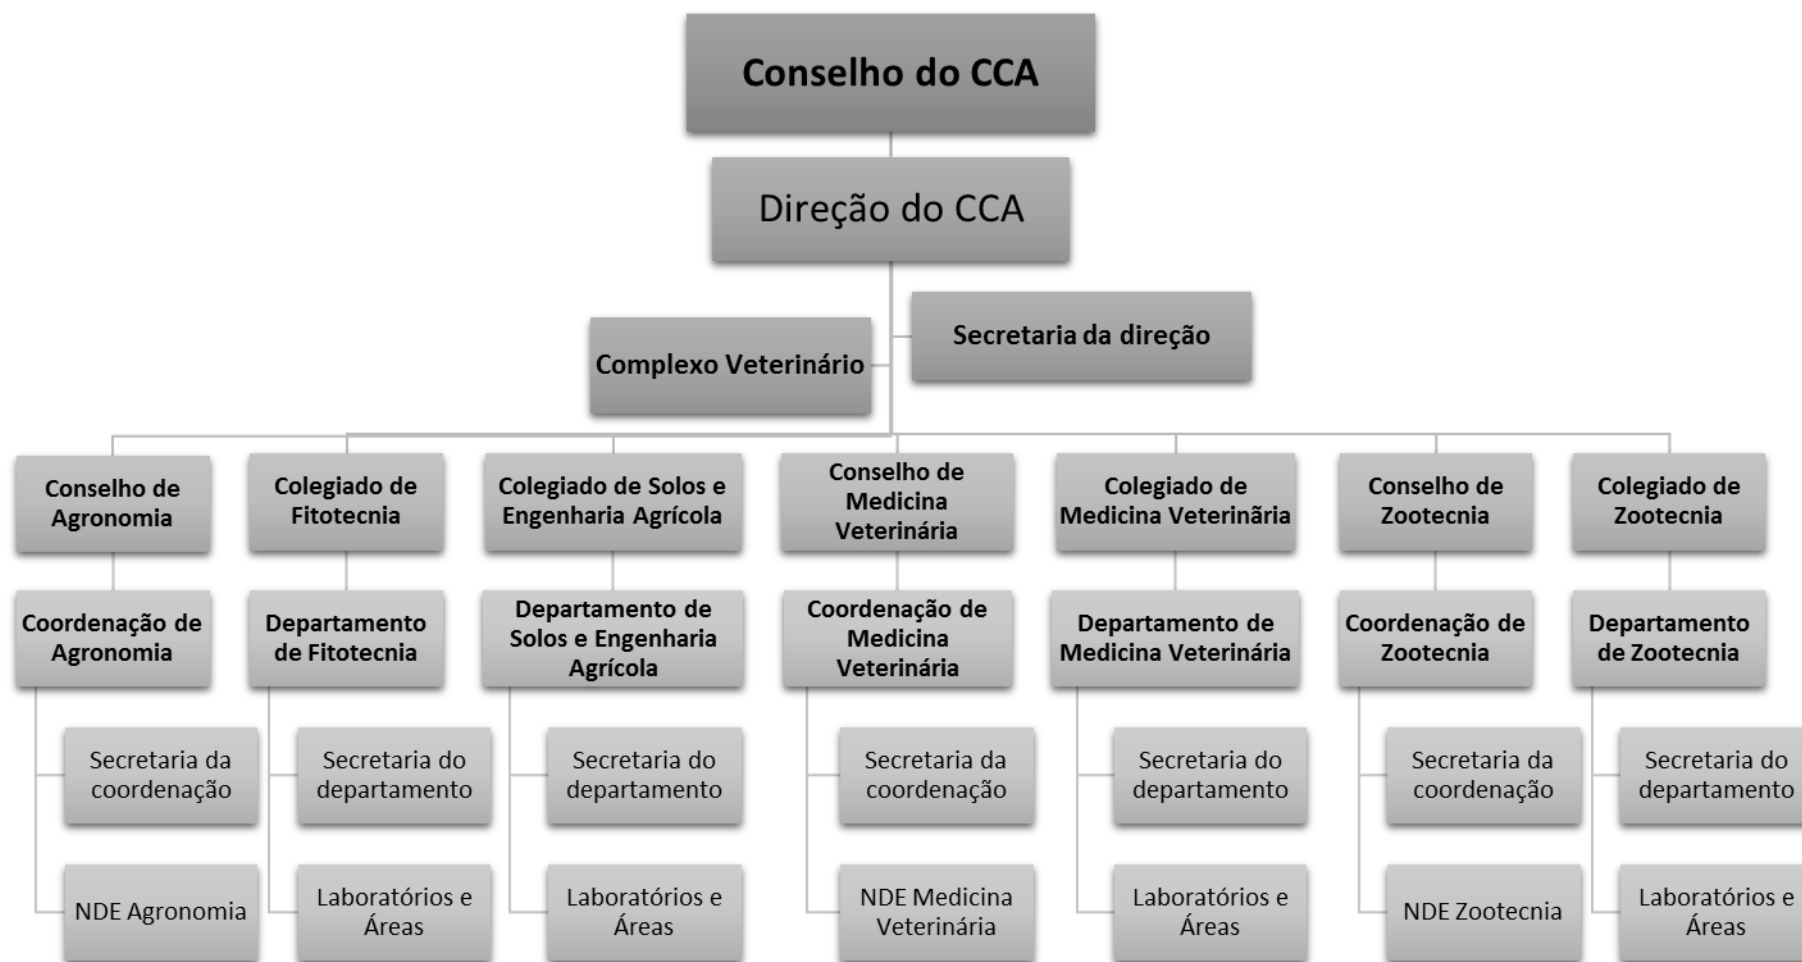 Conselho do CCA
Direção do CCA
Secretaria da direção
Complexo Veterinário
Conselho de
Agronomia
Colegiado de
Fitotecnia
Colegiado de Solos e
Engenharia Agrícola
Conselho de
Medicina
Veterinária
Colegiado de
Medicina Veterinãria
Conselho de
Zootecnia
Colegiado de
Zootecnia
Coordenação de
Agronomia
Departamento
de Fitotecnia
Departamento de
Solos e Engenharia
Agrícola
Coordenação de
Medicina
Veterinária
Departamento de
Medicina Veterinária
Coordenação de
Zootecnia
Departamento
de Zootecnia
Secretaria da
coordenação
Secretaria do
departamento
Secretaria do
departamento
Secretaria da
coordenação
Secretaria do
departamento
Secretaria da
coordenação
Secretaria do
departamento
NDE Agronomia
Laboratórios e
Áreas
Laboratórios e
Áreas
NDE Medicina
Veterinária
Laboratórios e
Áreas
NDE Zootecnia
Laboratórios e
Áreas